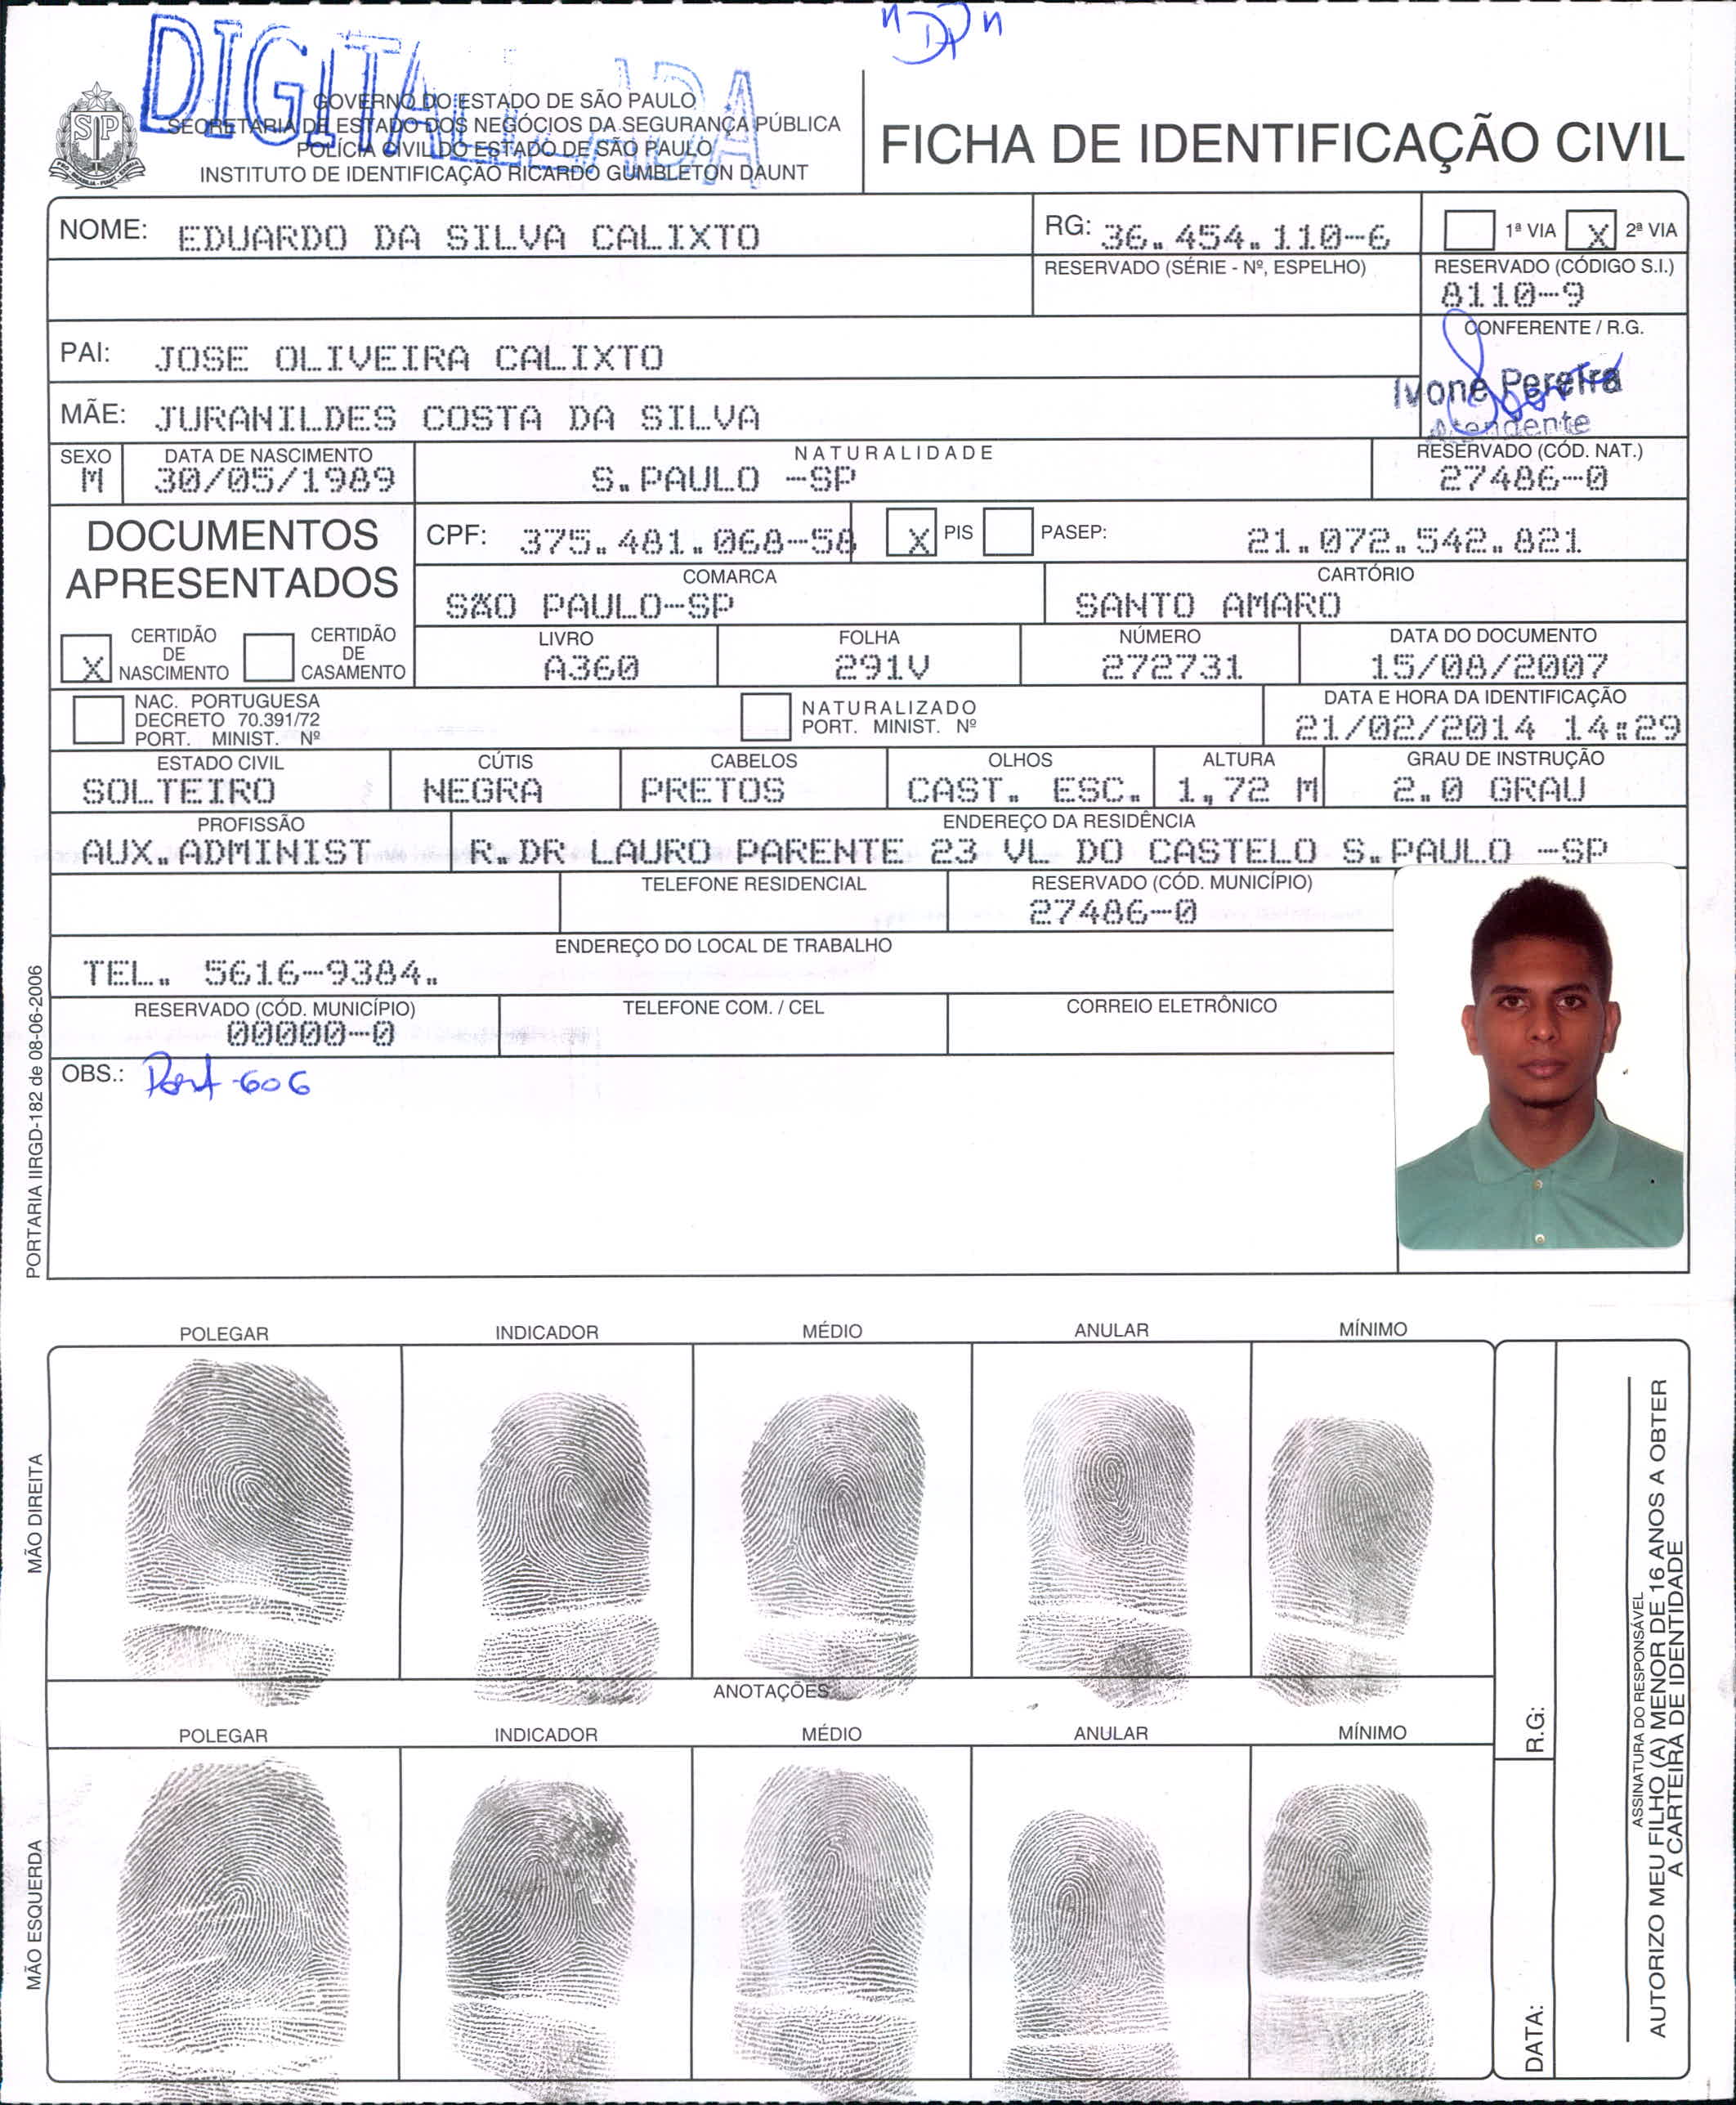 "DP"
DIGITALIZADA
GOVERNO DO ESTADO DE SÃO PAULO
SECRETARIA DE ESTADO DOS NEGÓCIOS DA SEGURANÇA PÚBLICA
POLÍCIA CIVIL DO ESTADO DE SÃO PAULO
INSTITUTO DE IDENTIFICAÇÃO RICARDO GUMBLETON DAUNT
SP
FICHA DE IDENTIFICAÇÃO CIVIL
NOME: EDUARDO DA SILVA CALIXTO
RG: 36.454.110-6
1ª VIA X 2ª VIA
RESERVADO (SÉRIE - Nº, ESPELHO)
RESERVADO (CÓDIGO S.I.)
8110-9
PAI: JOSE OLIVEIRA CALIXTO
CONFERENTE / R.G.
Ivone Pereira
Atendente
MÃE: JURANILDES COSTA DA SILVA
SEXO
M
DATA DE NASCIMENTO
30/05/1989
NATURALIDADE
S.PAULO -SP
RESERVADO (CÓD. NAT.)
27486-0
DOCUMENTOS
APRESENTADOS
CPF: 375.481.068-58
X PIS PASEP: 21.072.542.821
COMARCA
SÃO PAULO-SP
CARTÓRIO
SANTO AMARO
X CERTIDÃO
DE
NASCIMENTO
CERTIDÃO
DE
CASAMENTO
LIVRO
A360
FOLHA
291V
NÚMERO
272731
DATA DO DOCUMENTO
15/08/2007
NAC. PORTUGUESA
DECRETO 70.391/72
PORT. MINIST. Nº
NATURALIZADO
PORT. MINIST. Nº
DATA E HORA DA IDENTIFICAÇÃO
21/02/2014 14:29
ESTADO CIVIL
SOLTEIRO
CÚTIS
NEGRA
CABELOS
PRETOS
OLHOS
CAST. ESC.
ALTURA
1,72 M
GRAU DE INSTRUÇÃO
2.0 GRAU
PROFISSÃO
AUX.ADMINIST
ENDEREÇO DA RESIDÊNCIA
R.DR LAURO PARENTE 23 VL DO CASTELO S.PAULO -SP
TELEFONE RESIDENCIAL
RESERVADO (CÓD. MUNICÍPIO)
27486-0
ENDEREÇO DO LOCAL DE TRABALHO
TEL. 5616-9384.
RESERVADO (CÓD. MUNICÍPIO)
00000-0
TELEFONE COM. / CEL
CORREIO ELETRÔNICO
OBS.: -606
PORTARIA IIRGD-182 de 08-06-2006
POLEGAR INDICADOR MÉDIO ANULAR MÍNIMO
MÃO DIREITA
ANOTAÇÕES
POLEGAR INDICADOR MÉDIO ANULAR MÍNIMO
MÃO ESQUERDA
R.G:
DATA:
ASSINATURA DO RESPONSÁVEL
AUTORIZO MEU FILHO (A) MENOR DE 16 ANOS A OBTER
A CARTEIRA DE IDENTIDADE